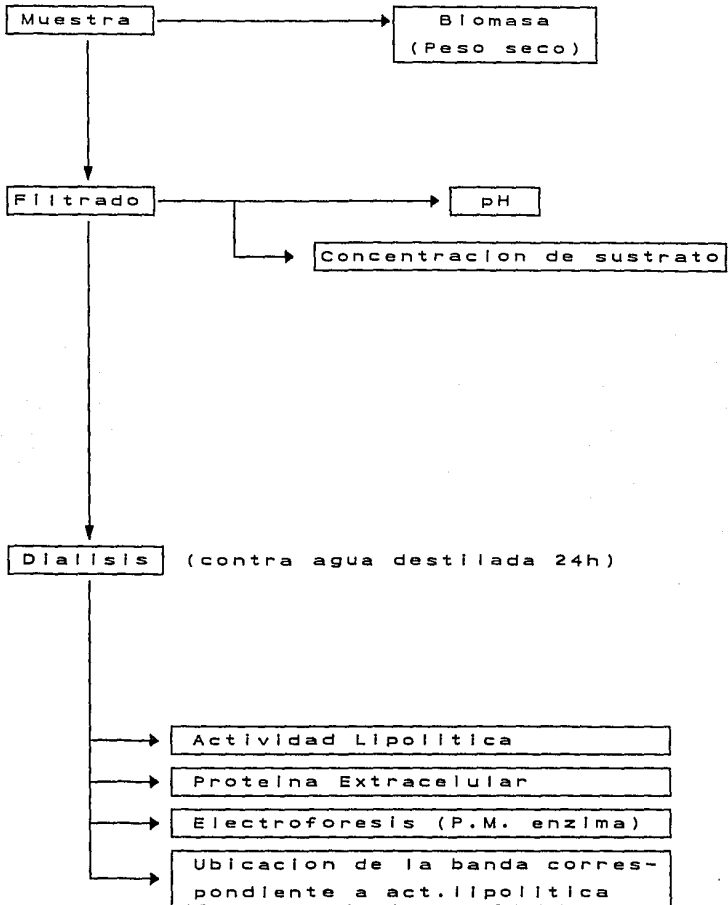 Muestra
Biomasa
(Peso seco)
Filtrado
pH
Concentracion de sustrato
Dialisis (contra agua destilada 24h)
Actividad Lipolitica
Proteina Extracelular
Electroforesis (P.M. enzima)
Ubicacion de la banda corres-
pondiente a act.lipolitica